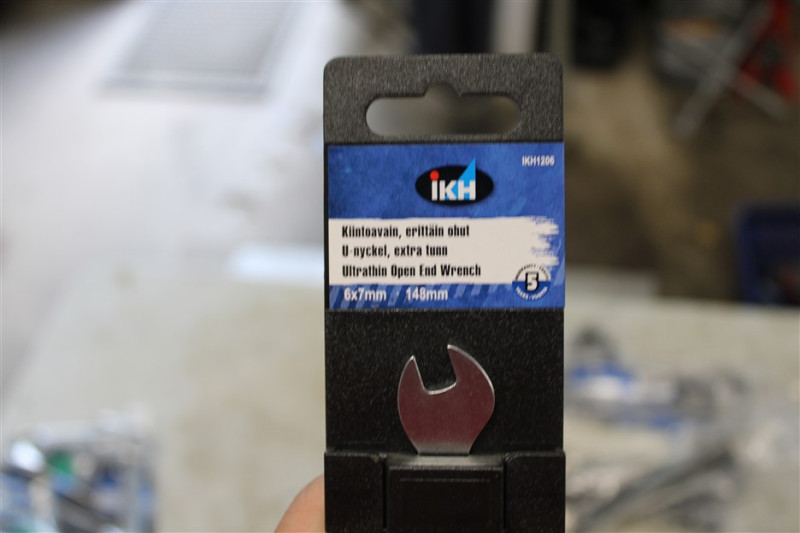 IKH1206
iKH
Kiintoavain, erittäin ohut
U-nyckel, extra tunn
Ultrathin Open End Wrench
5
6x7mm 148mm